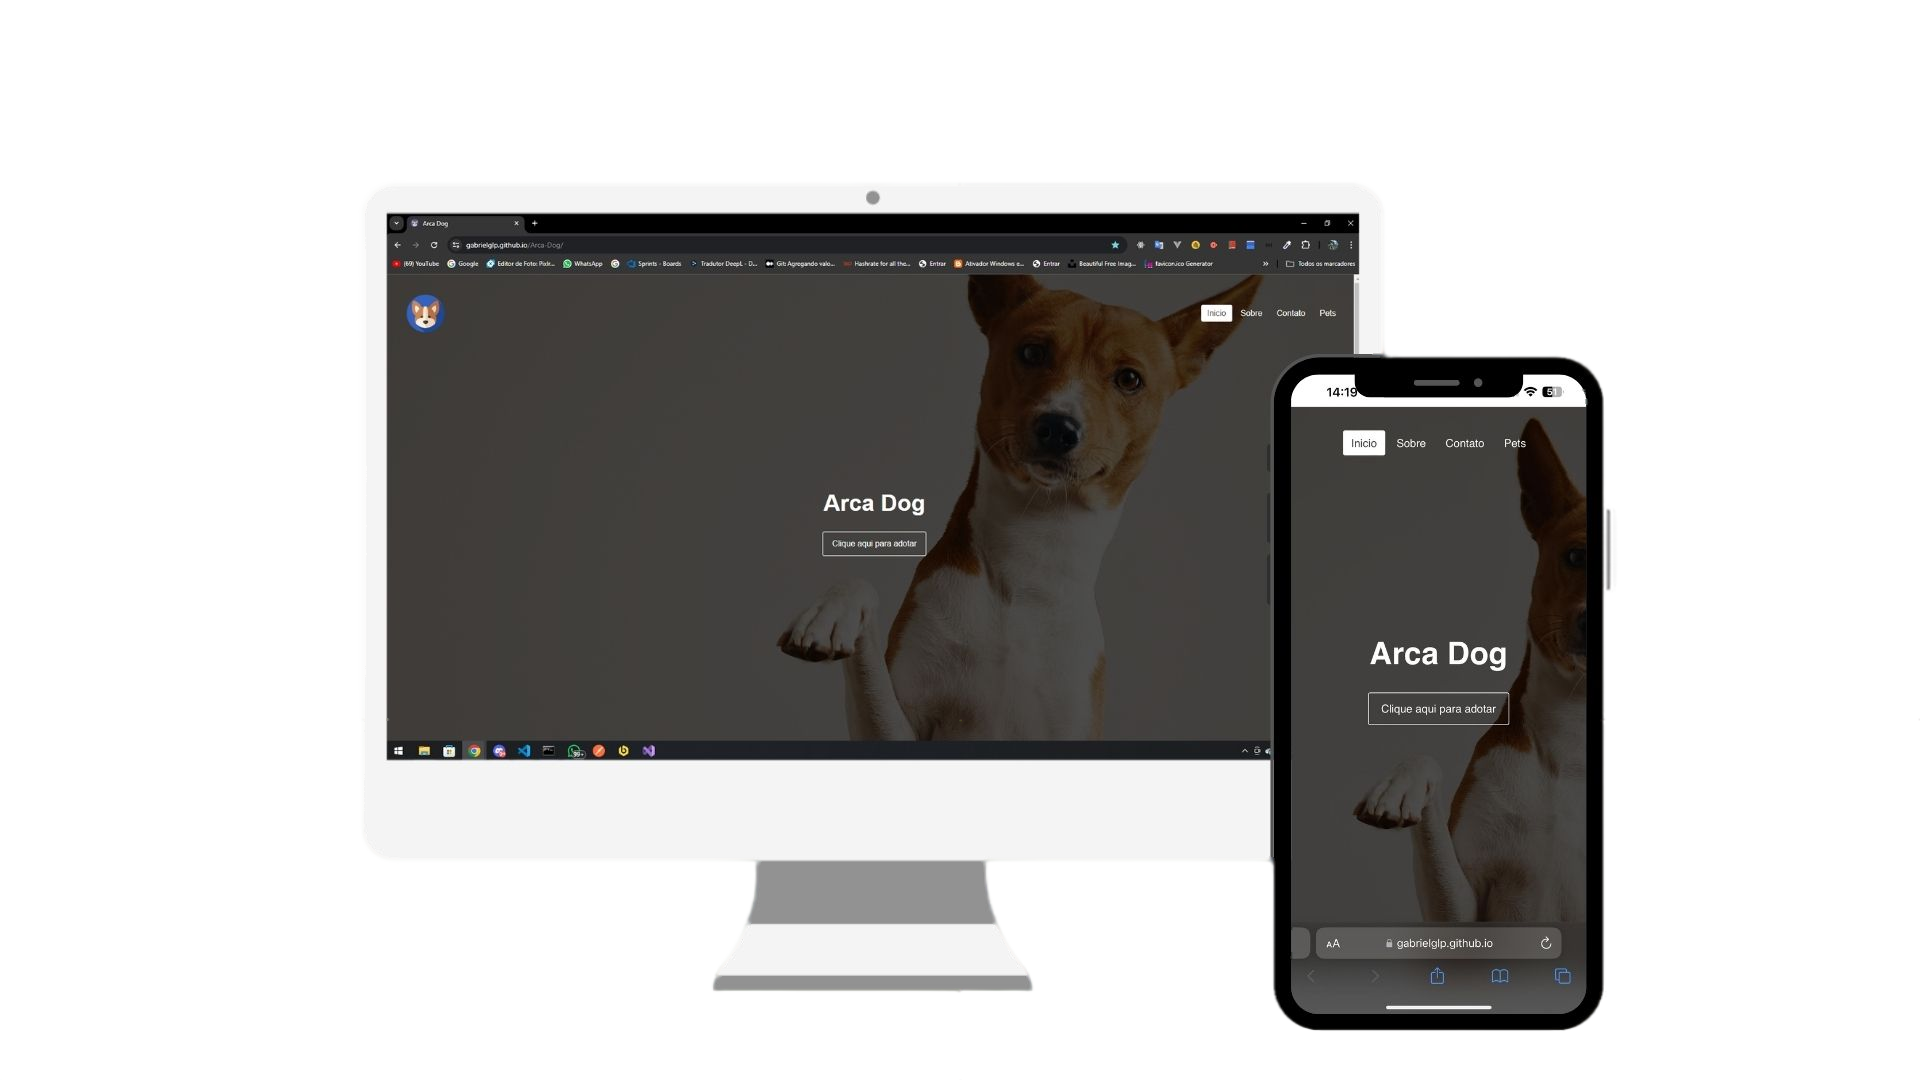 Arca Dog
gabrielglp.github.io/Arca-Dog/
(69) YouTube Google Editor de Foto: Pixlr... WhatsApp Sprints - Boards Tradutor DeepL - D... Git: Agregando valo... Hashrate for all the... Entrar Ativador Windows e... Entrar Beautiful Free Imag... favicon.ico Generator » Todos os marcadores
Inicio Sobre Contato Pets
Arca Dog
Clique aqui para adotar
14:19 51
Inicio Sobre Contato Pets
Arca Dog
Clique aqui para adotar
AA gabrielglp.github.io